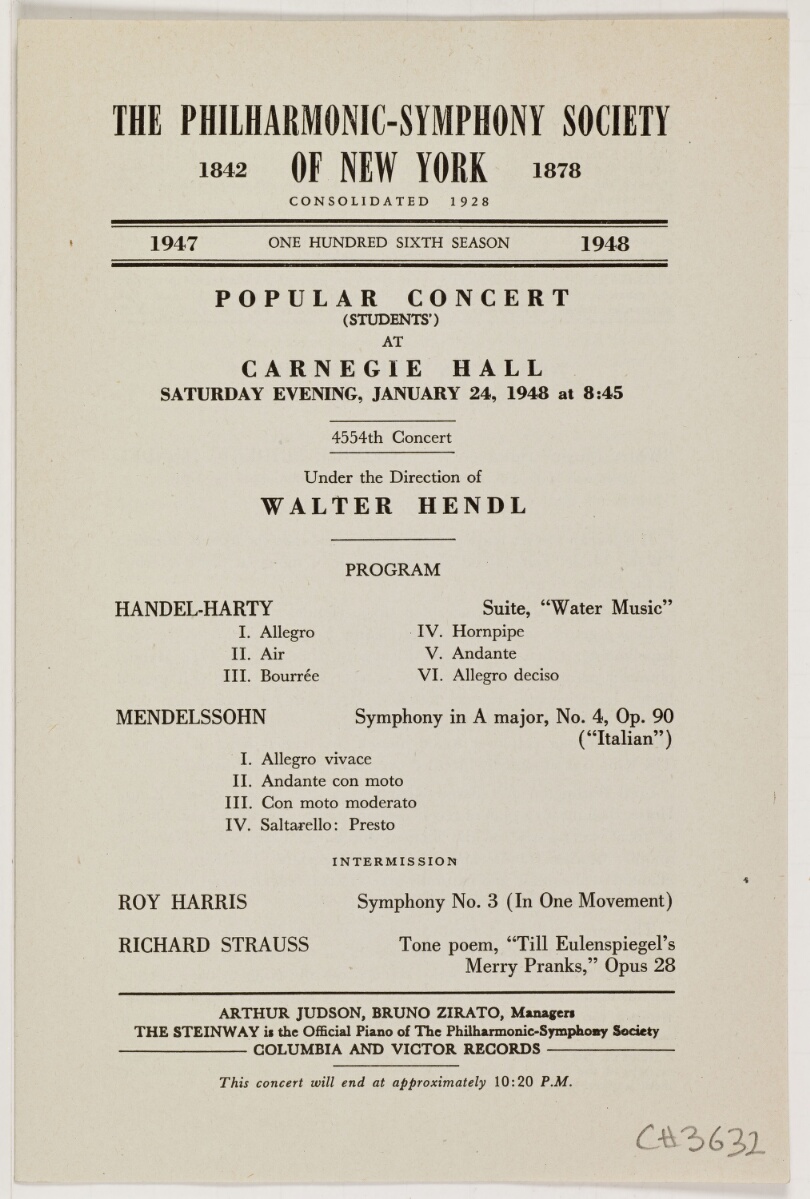 THE PHILHARMONIC-SYMPHONY SOCIETY
1842 OF NEW YORK 1878
CONSOLIDATED 1928
1947 ONE HUNDRED SIXTH SEASON 1948
POPULAR CONCERT
(STUDENTS')
AT
CARNEGIE HALL
SATURDAY EVENING, JANUARY 24, 1948 at 8:45
4554th Concert
Under the Direction of
WALTER HENDL
PROGRAM
HANDEL-HARTY Suite, “Water Music”
I. Allegro IV. Hornpipe
II. Air V. Andante
III. Bourrée VI. Allegro deciso
MENDELSSOHN Symphony in A major, No. 4, Op. 90
(“Italian”)
I. Allegro vivace
II. Andante con moto
III. Con moto moderato
IV. Saltarello: Presto
INTERMISSION
ROY HARRIS Symphony No. 3 (In One Movement)
RICHARD STRAUSS Tone poem, “Till Eulenspiegel's
Merry Pranks,” Opus 28
ARTHUR JUDSON, BRUNO ZIRATO, Managers
THE STEINWAY is the Official Piano of The Philharmonic-Symphony Society
COLUMBIA AND VICTOR RECORDS
This concert will end at approximately 10:20 P.M.
CH3632